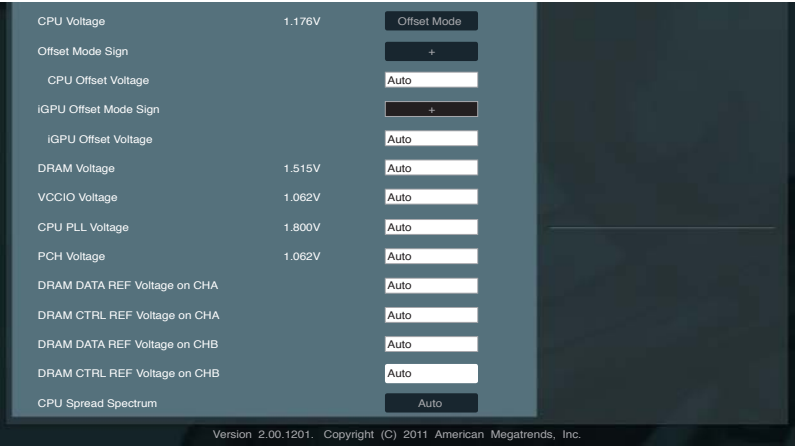 CPU Voltage 1.176V Offset Mode
Offset Mode Sign +
CPU Offset Voltage Auto
iGPU Offset Mode Sign +
iGPU Offset Voltage Auto
DRAM Voltage 1.515V Auto
VCCIO Voltage 1.062V Auto
CPU PLL Voltage 1.800V Auto
PCH Voltage 1.062V Auto
DRAM DATA REF Voltage on CHA Auto
DRAM CTRL REF Voltage on CHA Auto
DRAM DATA REF Voltage on CHB Auto
DRAM CTRL REF Voltage on CHB Auto
CPU Spread Spectrum Auto
Version 2.00.1201. Copyright (C) 2011 American Megatrends, Inc.